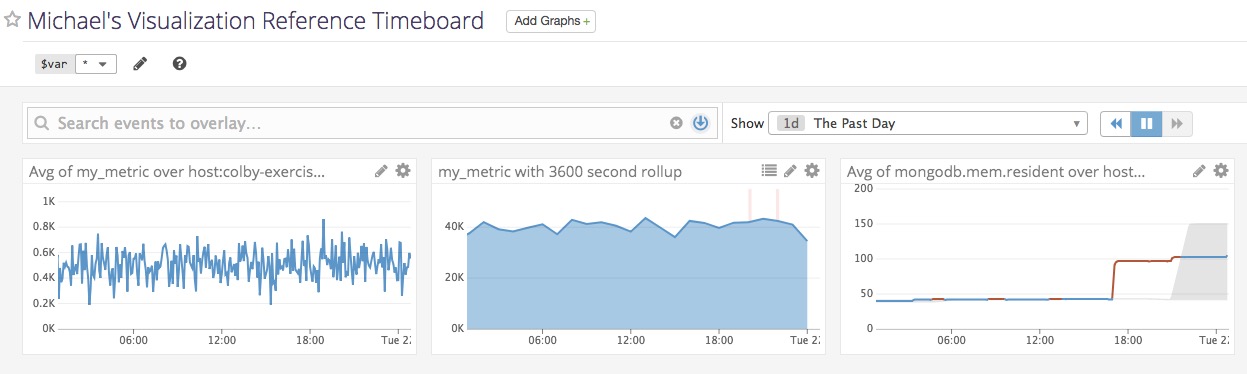 Michael's Visualization Reference Timeboard Add Graphs+
$var * 
Search events to overlay... Show 1d The Past Day
Avg of my_metric over host:colby-exercis...
1K
0.8K
0.6K
0.4K
0.2K
0K
06:00 12:00 18:00 Tue 22
my_metric with 3600 second rollup
40K
20K
0K
06:00 12:00 18:00 Tue 22
Avg of mongodb.mem.resident over host...
200
150
100
50
0
06:00 12:00 18:00 Tue 22